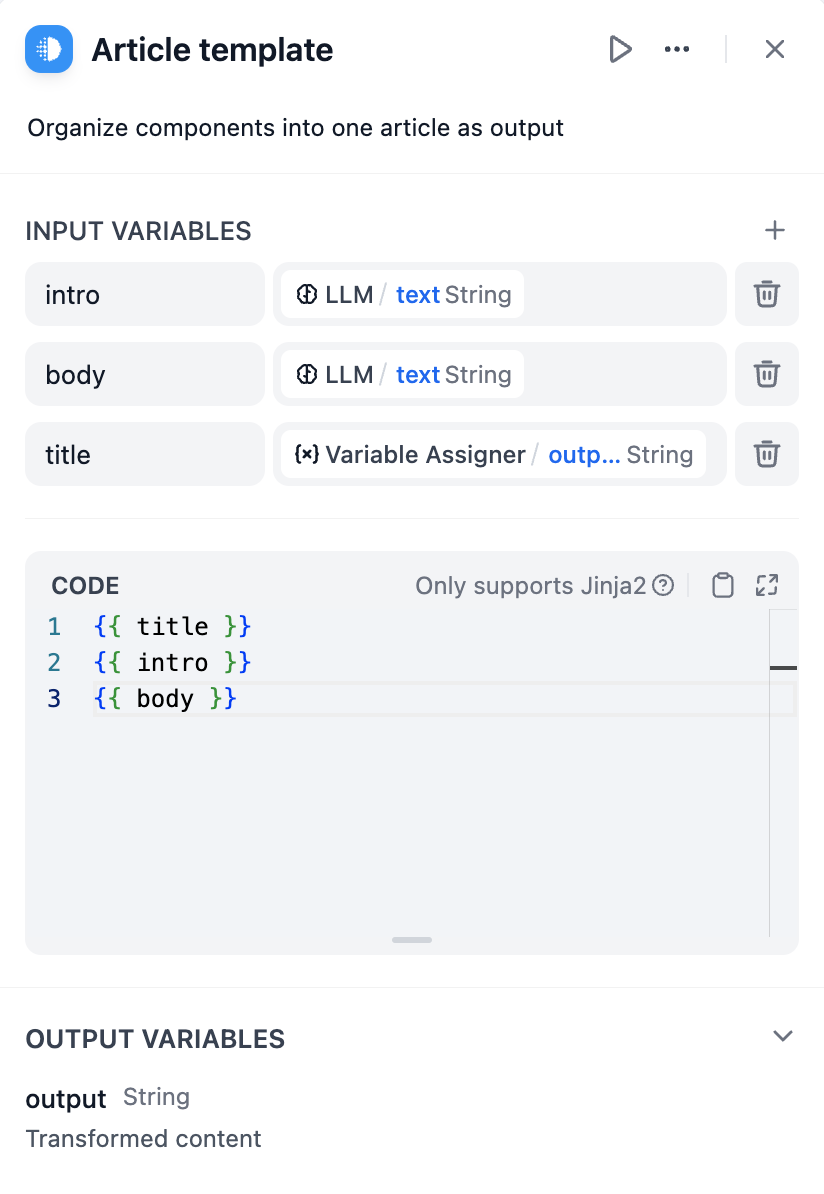 Article template
Organize components into one article as output
INPUT VARIABLES
intro LLM / text String
body LLM / text String
title {x} Variable Assigner / outp... String
CODE Only supports Jinja2
1 {{ title }}
2 {{ intro }}
3 {{ body }}
OUTPUT VARIABLES
output String
Transformed content